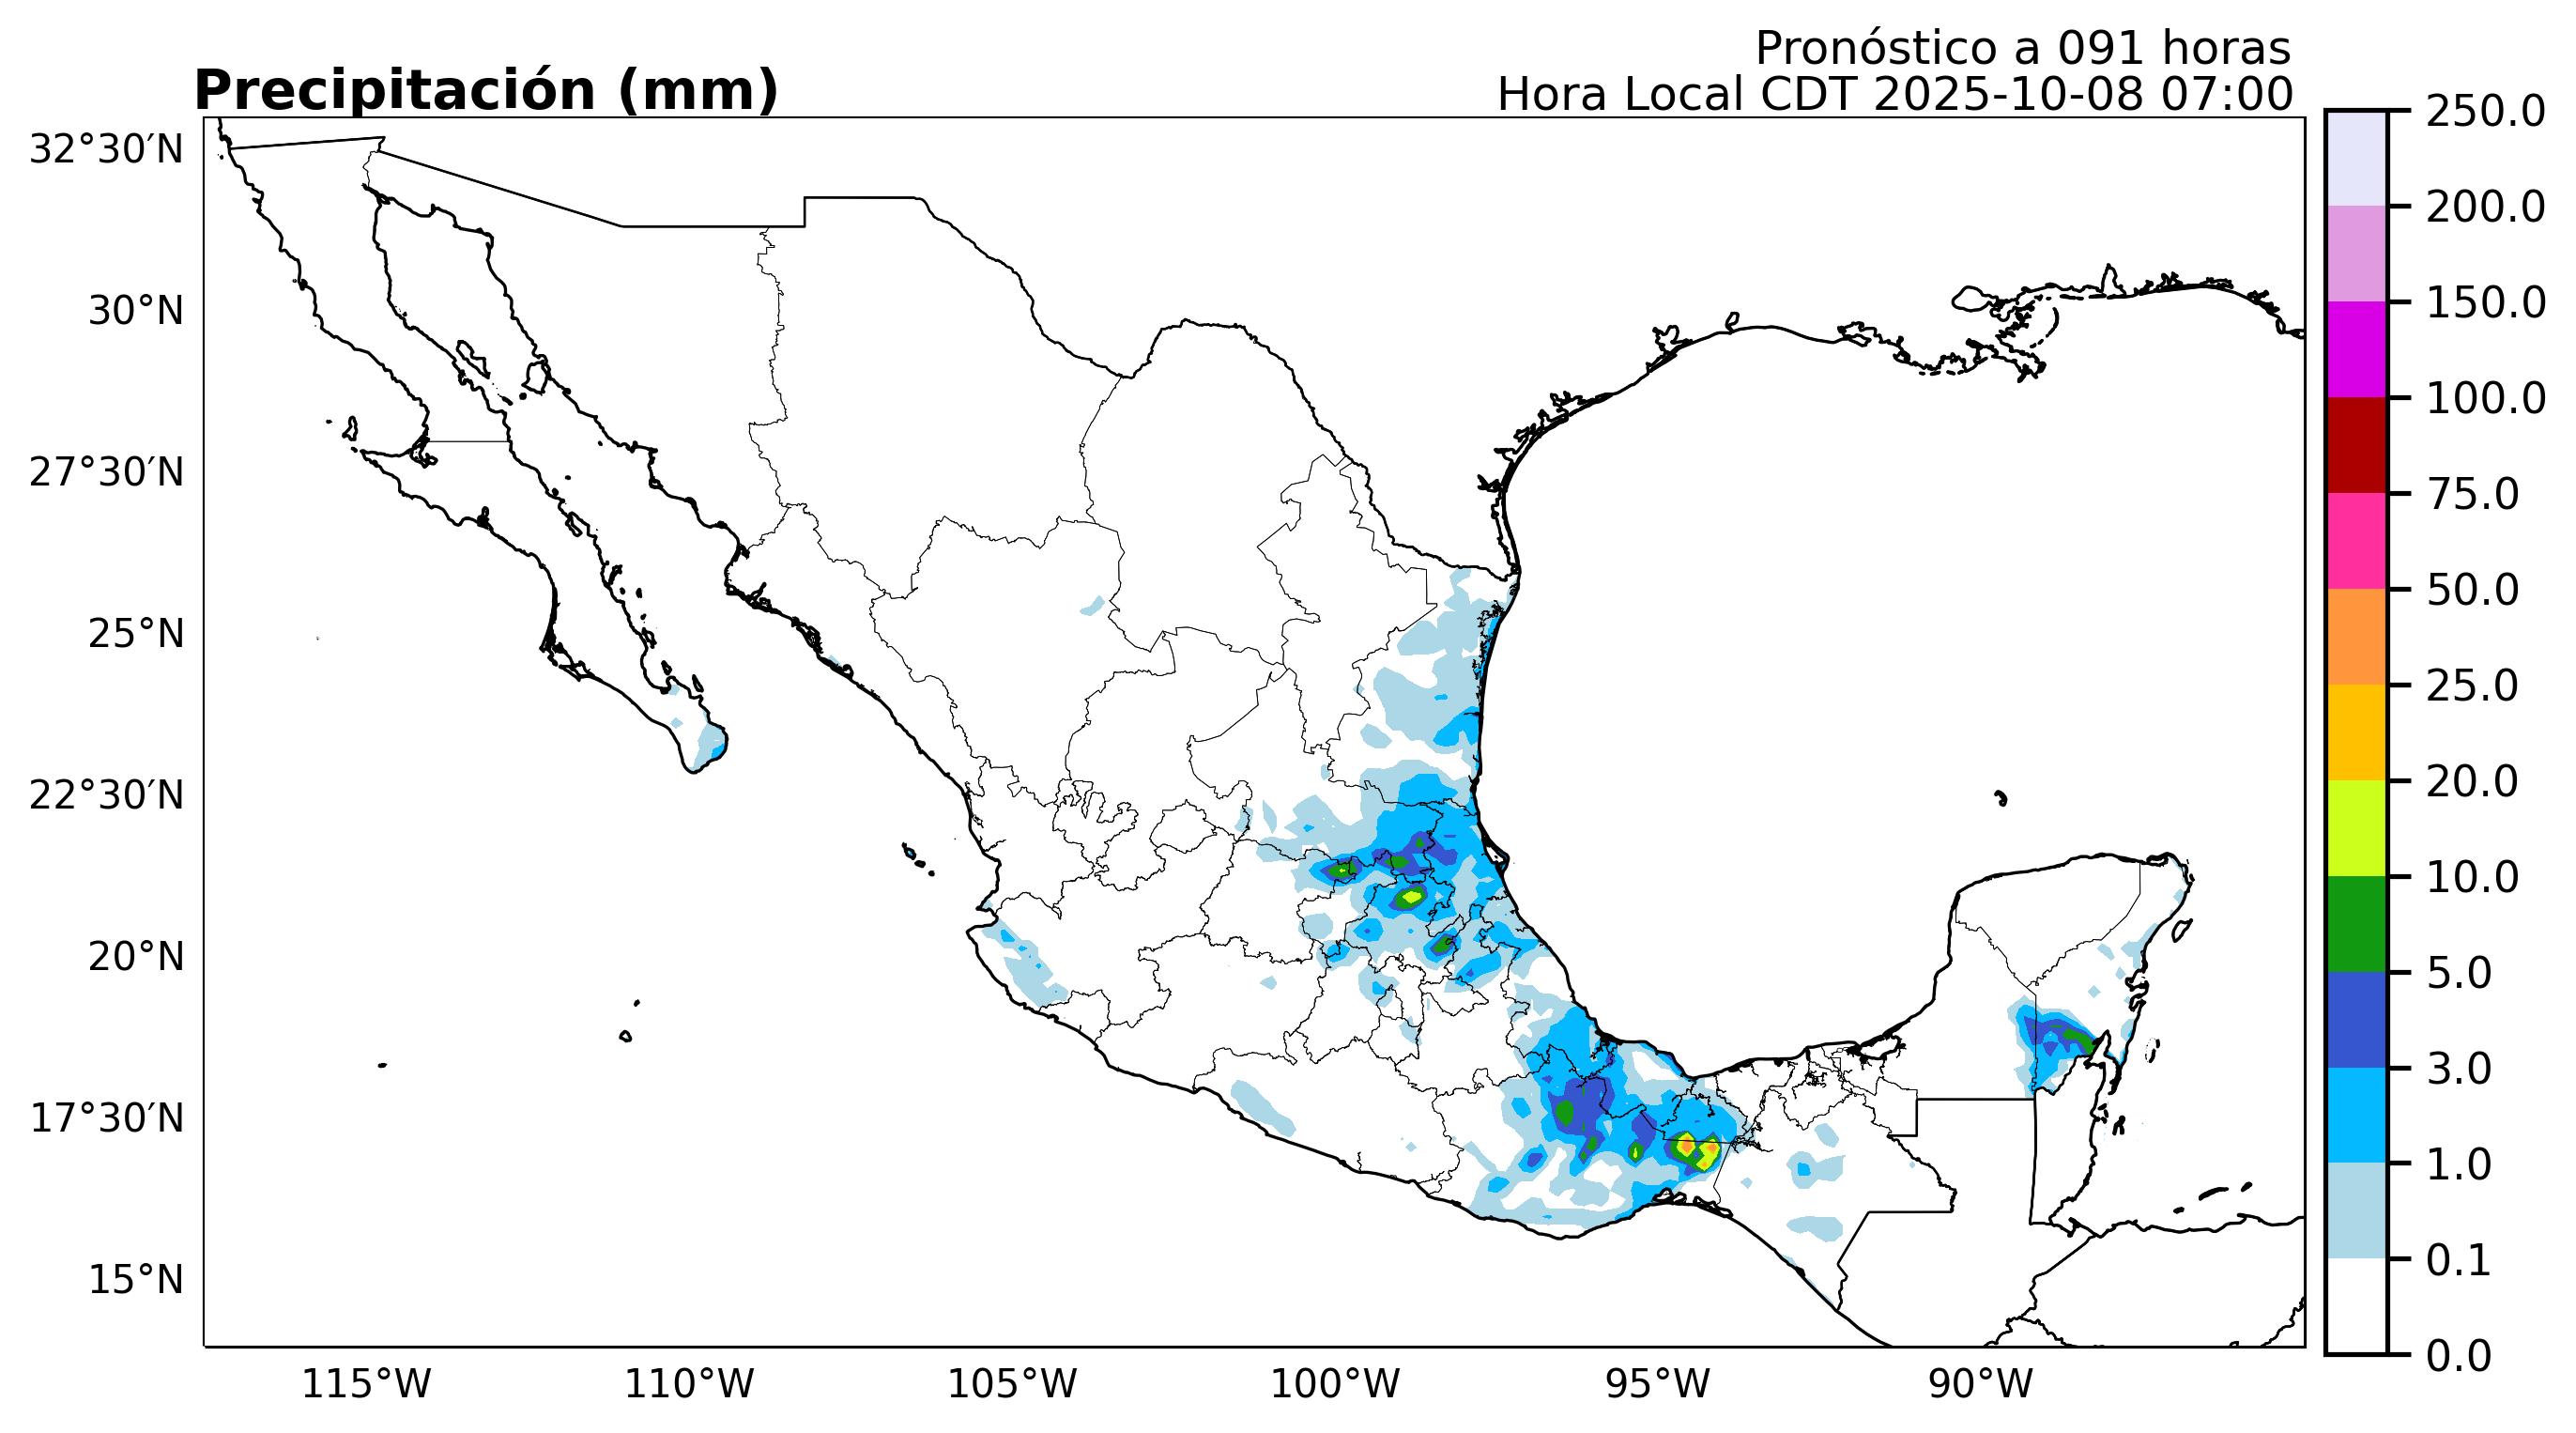 Pronóstico a 091 horas
Precipitación (mm)
Hora Local CDT 2025-10-08 07:00
32°30′N
30°N
27°30′N
25°N
22°30′N
20°N
17°30′N
15°N
115°W
110°W
105°W
100°W
95°W
90°W
250.0
200.0
150.0
100.0
75.0
50.0
25.0
20.0
10.0
5.0
3.0
1.0
0.1
0.0